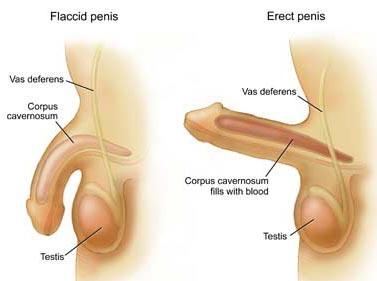 Flaccid penis
Vas deferens
Corpus
cavernosum
Testis
Erect penis
Vas deferens
Corpus cavernosum
fills with blood
Testis